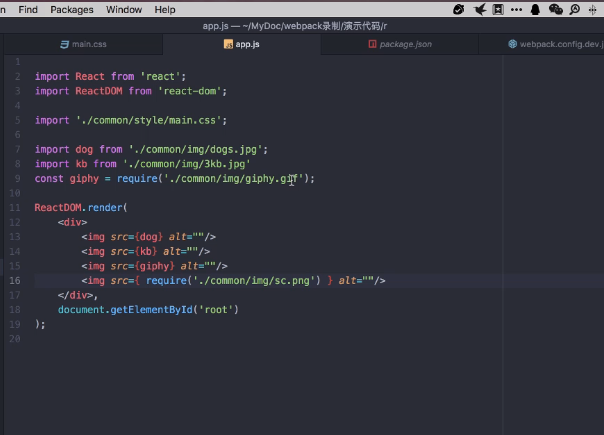 n Find Packages Window Help
app.js — ~/MyDoc/webpack录制/演示代码/r
main.css app.js package.json webpack.config.dev.j
1
2 import React from 'react';
3 import ReactDOM from 'react-dom';
4
5 import './common/style/main.css';
6
7 import dog from './common/img/dogs.jpg';
8 import kb from './common/img/3kb.jpg'
9 const giphy = require('./common/img/giphy.gif');
10
11 ReactDOM.render(
12 <div>
13 <img src={dog} alt=""/>
14 <img src={kb} alt=""/>
15 <img src={giphy} alt=""/>
16 <img src={ require('./common/img/sc.png') } alt=""/>
17 </div>,
18 document.getElementById('root')
19 );
20